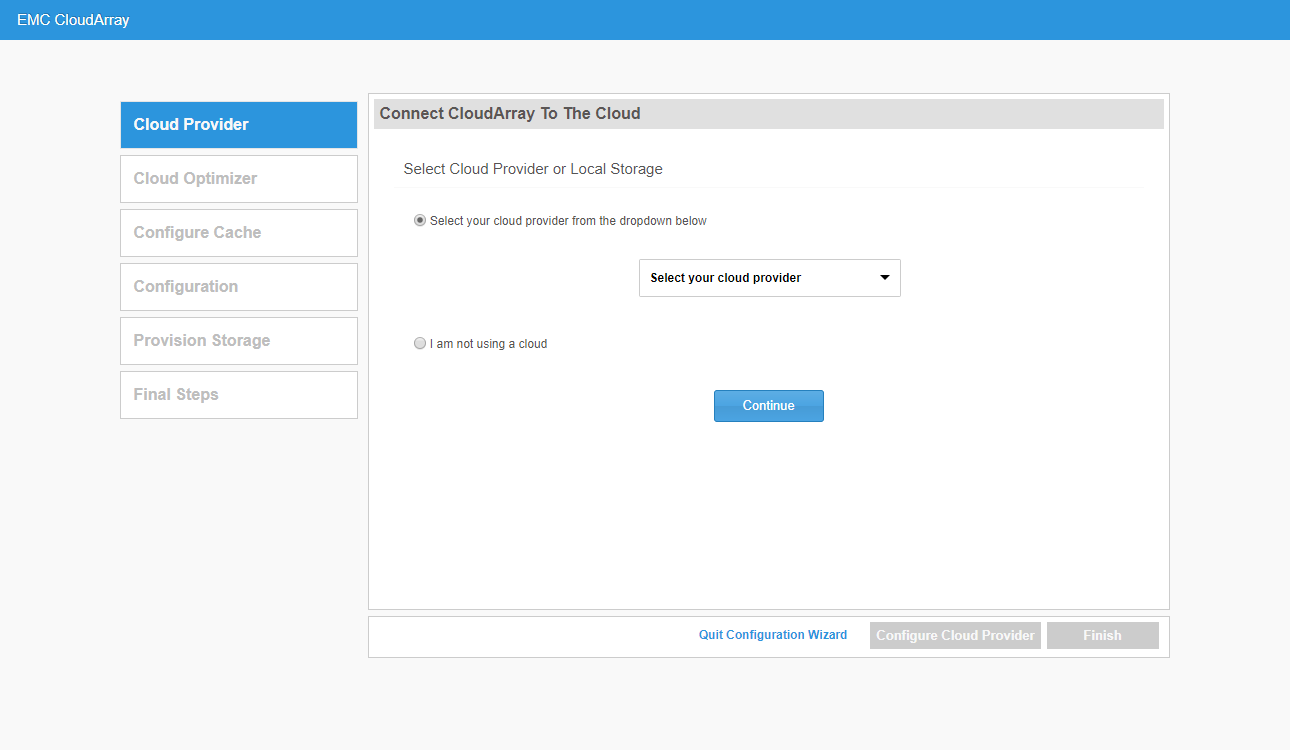 EMC CloudArray
Cloud Provider
Cloud Optimizer
Configure Cache
Configuration
Provision Storage
Final Steps
Connect CloudArray To The Cloud
Select Cloud Provider or Local Storage
Select your cloud provider from the dropdown below
Select your cloud provider
I am not using a cloud
Continue
Quit Configuration Wizard
Configure Cloud Provider
Finish